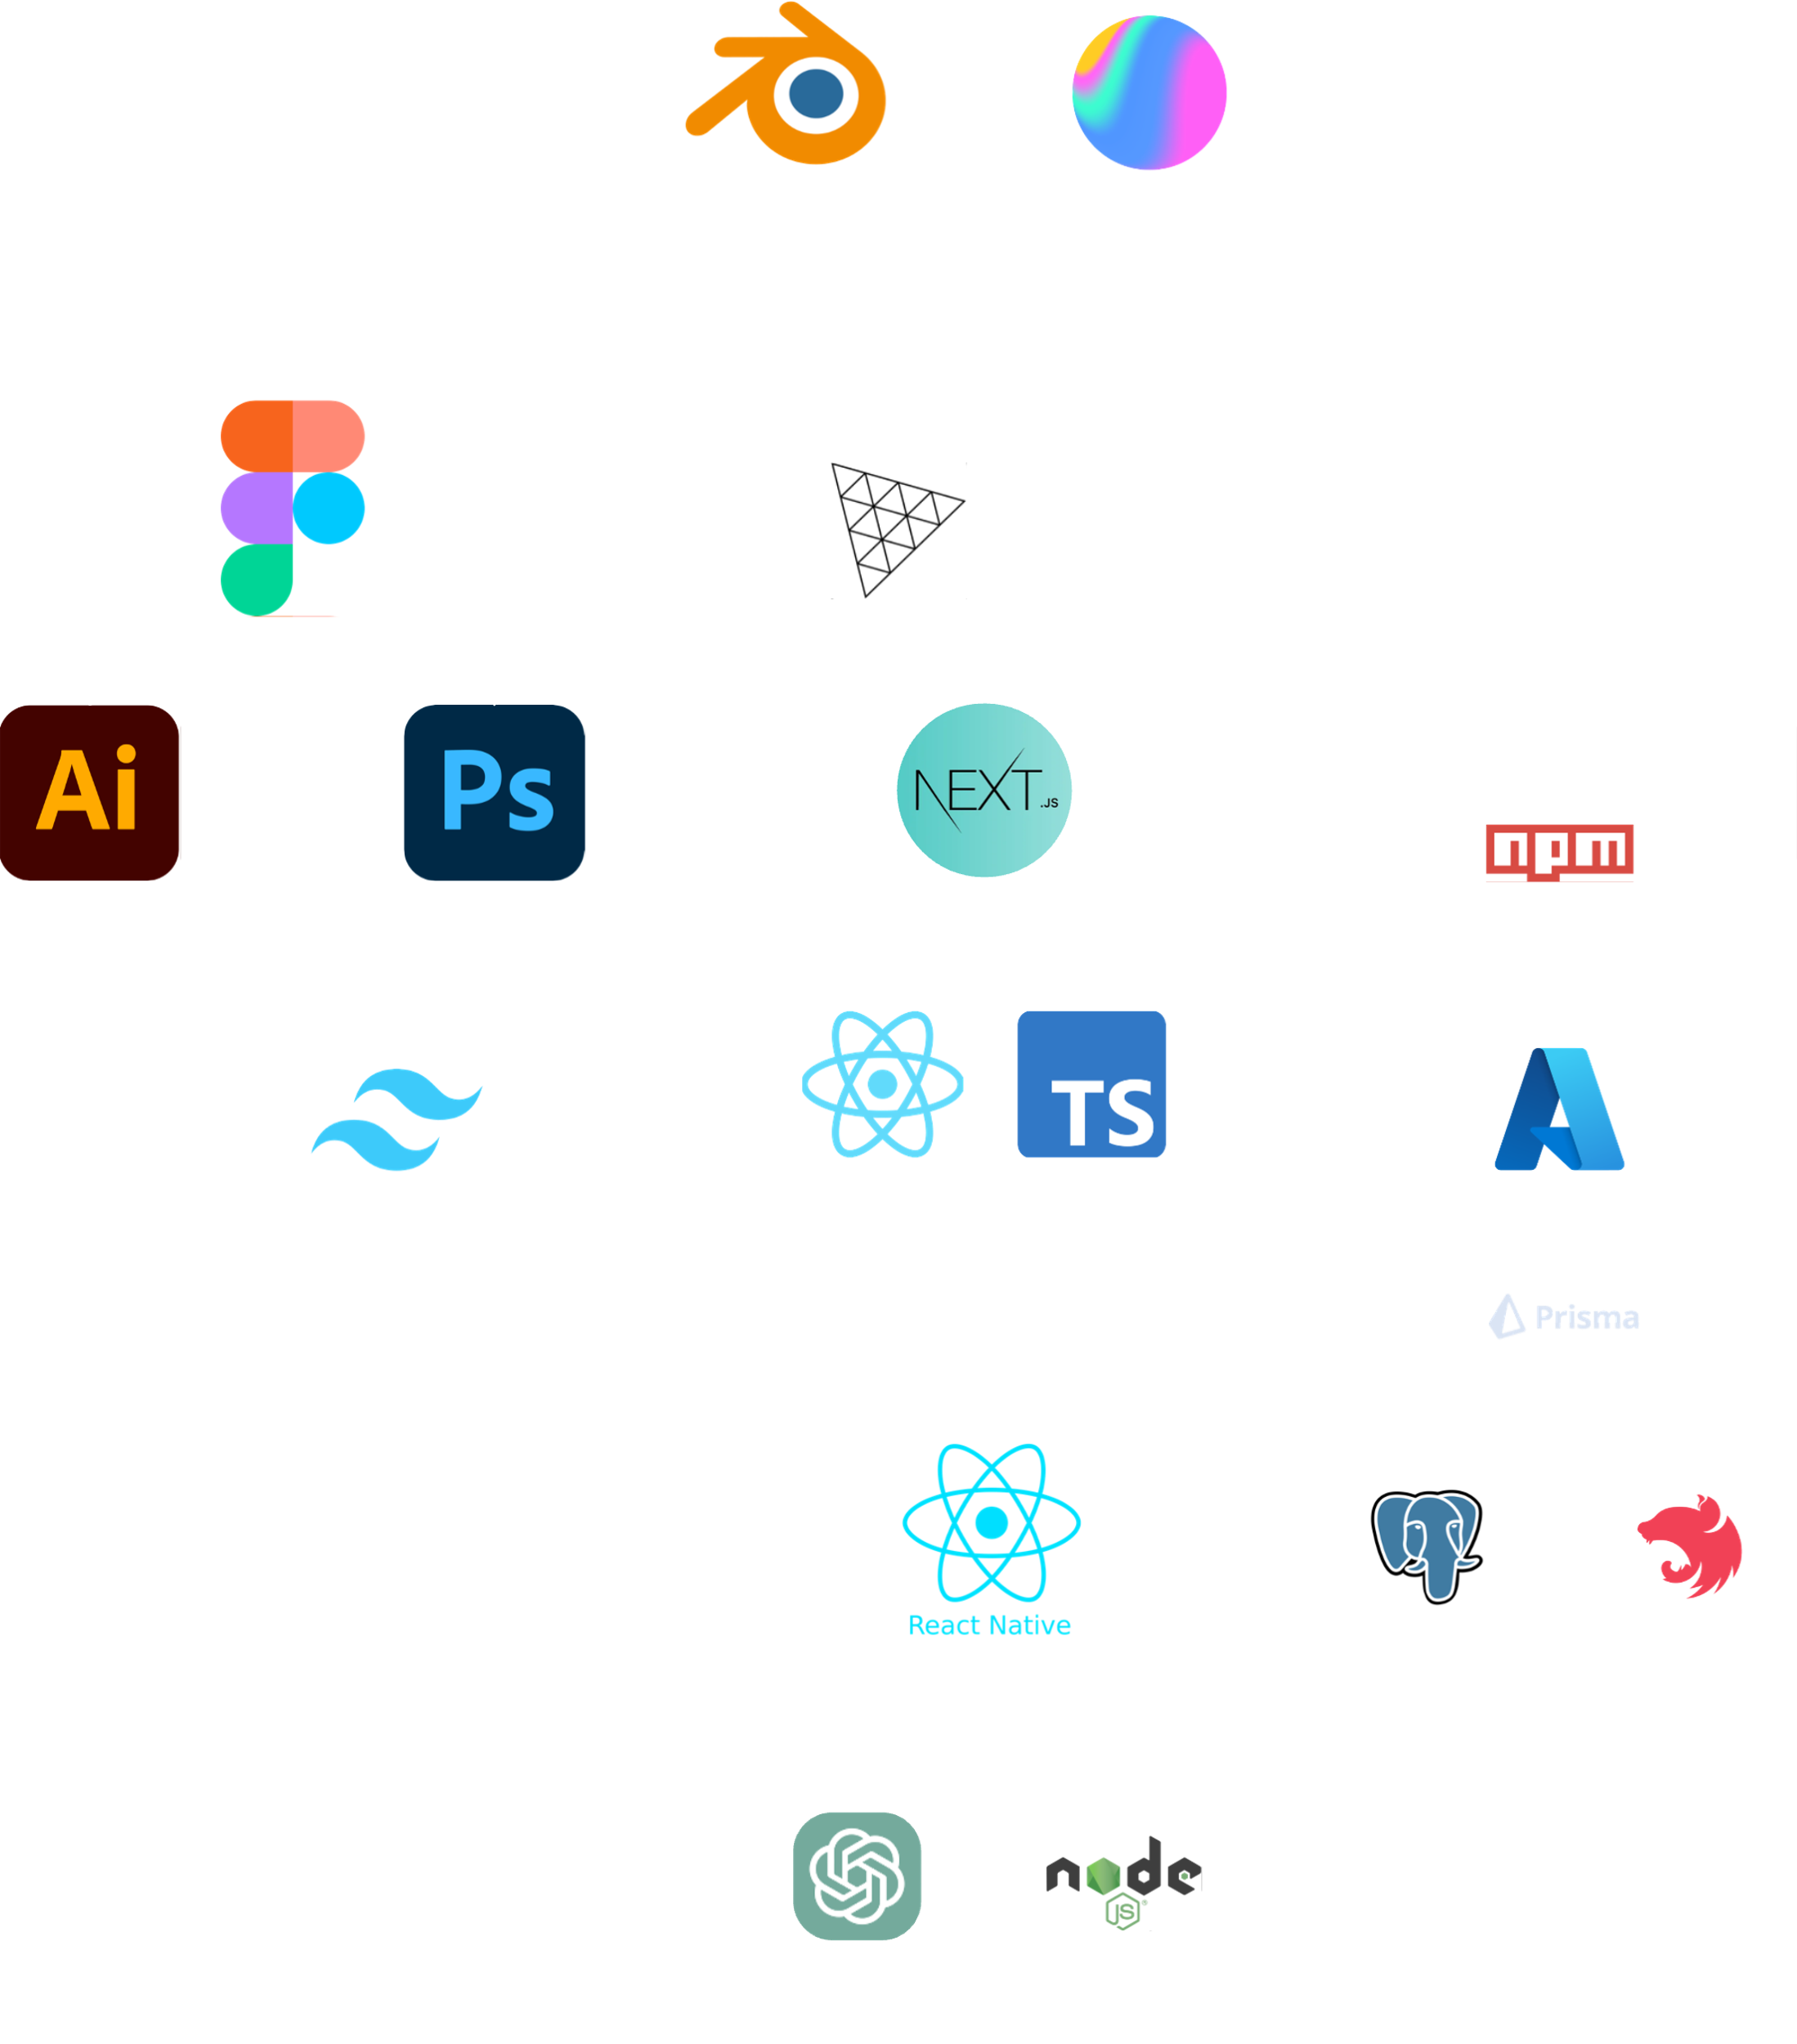 Ai
Ps
NEXT.JS
npm
TS
Prisma
React Native
node
JS